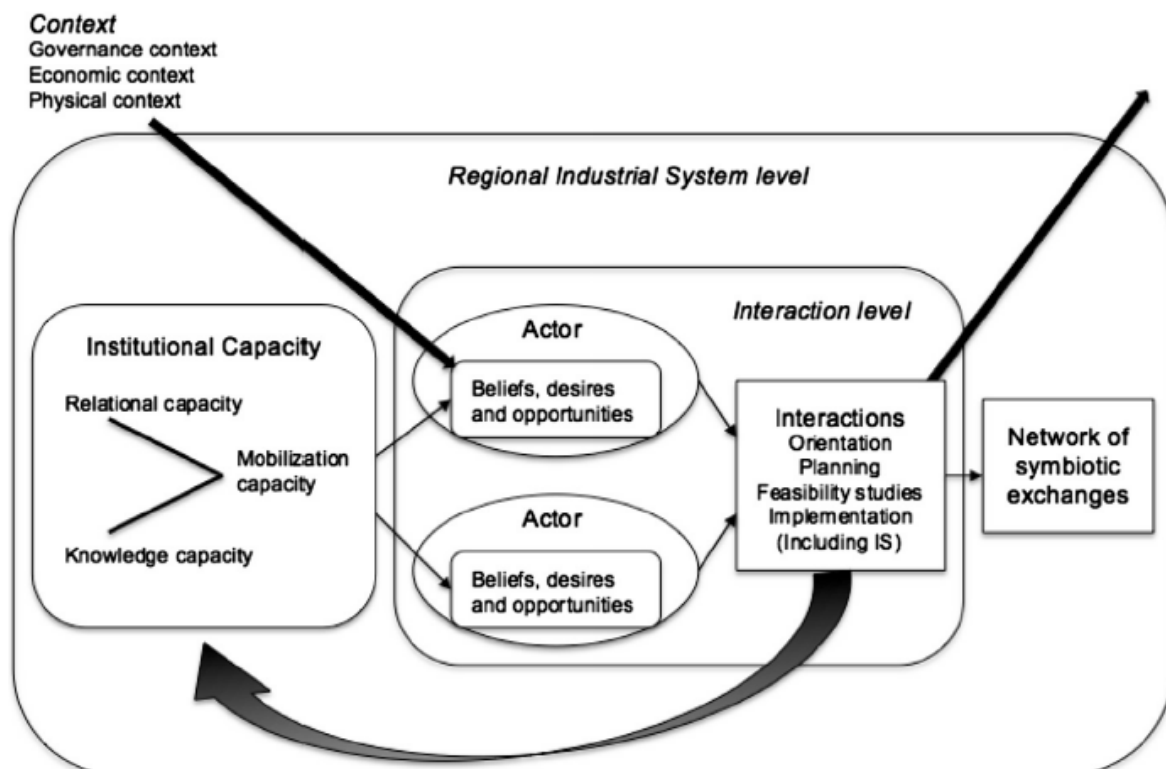 Context
Governance context
Economic context
Physical context
Regional Industrial System level
Institutional Capacity
Relational capacity
Mobilization
capacity
Knowledge capacity
Interaction level
Actor
Beliefs, desires
and opportunities
Actor
Beliefs, desires
and opportunities
Interactions
Orientation
Planning
Feasibility studies
Implementation
(Including IS)
Network of
symbiotic
exchanges